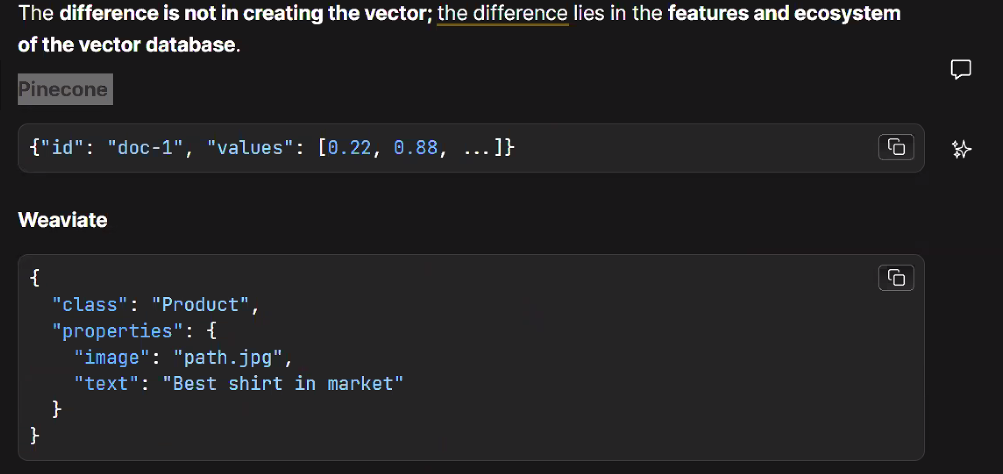 The difference is not in creating the vector; the difference lies in the features and ecosystem
of the vector database.
Pinecone
{"id": "doc-1", "values": [0.22, 0.88, ...]}
Weaviate
{
  "class": "Product",
  "properties": {
    "image": "path.jpg",
    "text": "Best shirt in market"
  }
}